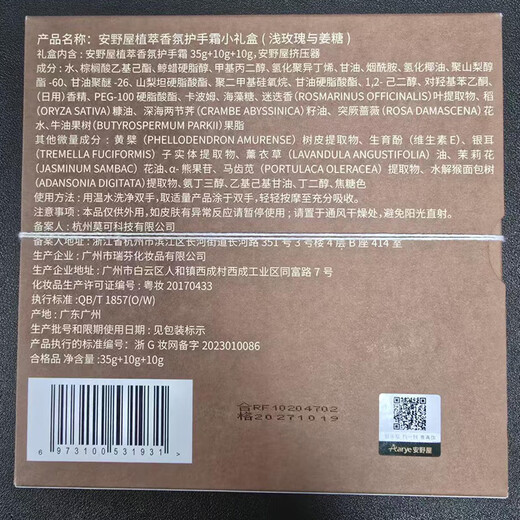 产品名称：安野屋植萃香氛护手霜小礼盒（浅玫瑰与姜糖）
礼盒内含：安野屋植萃香氛护手霜 35g+10g+10g，安野屋挤压器
成分：水、棕榈酸乙基己酯、鲸蜡硬脂醇、甲基丙二醇、氢化聚异丁烯、甘油、烟酰胺、氢化椰油、聚山梨醇酯
-60、甘油聚醚 -26、山梨坦硬脂酸酯、聚二甲基硅氧烷、甘油硬脂酸酯、1,2- 己二醇、对羟基苯乙酮、
(日用) 香精、PEG-100 硬脂酸酯、卡波姆、海藻糖、迷迭香 (ROSMARINUS OFFICINALIS) 叶提取物、稻
(ORYZA SATIVA) 糠油、深海两节荠 (CRAMBE ABYSSINICA) 籽油、突厥蔷薇 (ROSA DAMASCENA) 花
水、牛油果树(BUTYROSPERMUM PARKII)果脂
其他微量成分：黄檗 (PHELLODENDRON AMURENSE) 树皮提取物、生育酚（维生素 E）、银耳
(TREMELLA FUCIFORMIS) 子实体提取物、薰衣草 (LAVANDULA ANGUSTIFOLIA) 油、茉莉花
(JASMINUM SAMBAC) 花油、α- 熊果苷、马齿苋 (PORTULACA OLERACEA) 提取物、水解猴面包树
(ADANSONIA DIGITATA) 提取物、氨丁三醇、乙基己基甘油、丁二醇、焦糖色
使用方法：用温水洗净双手，取适量产品涂于双手，轻轻按摩至充分吸收。
注意事项：本品仅供外用，如皮肤有异常反应请暂停使用；请置于通风干燥处，避免阳光直射。
备案人：杭州莫可科技有限公司
备案人地址：浙江省杭州市滨江区长河街道长河路 351 号 3 号楼 4 层 B 座 414 室
生产企业：广州市瑞芬化妆品有限公司
生产企业地址：广州市白云区人和镇西成村西成工业区同富路 7 号
化妆品生产许可证编号：粤妆 20170433
执行标准:QB/T 1857(O/W)
产地：广东广州
生产批号和限期使用日期：见包装标示
产品执行的标准编号：浙 G 妆网备字 2023010086
合格品 净含量:35g+10g+10g
合RF10204702
格20271019
6 973100 531931 >
Aarye 安野屋